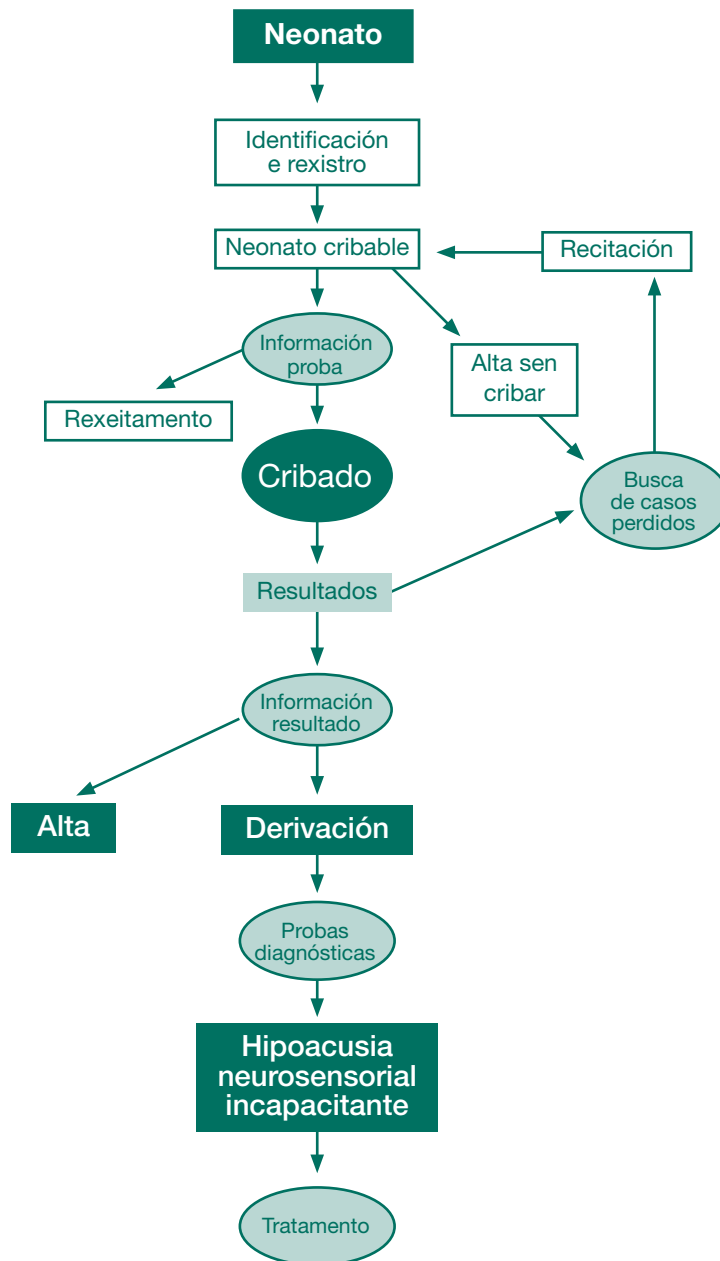 Neonato
Identificación
e rexistro
Neonato cribable
Recitación
Información
proba
Alta sen
cribar
Rexeitamento
Cribado
Busca
de casos
perdidos
Resultados
Información
resultado
Alta
Derivación
Probas
diagnósticas
Hipoacusia
neurosensorial
incapacitante
Tratamento